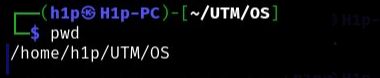 ┌──(h1p㉿H1p-PC)-[~/UTM/OS]
└─$ pwd
/home/h1p/UTM/OS